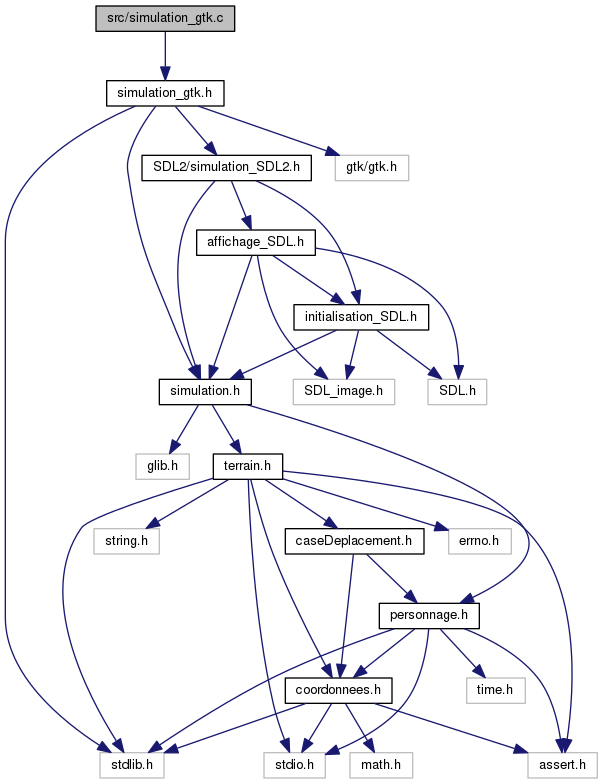 src/simulation_gtk.c
simulation_gtk.h
SDL2/simulation_SDL2.h
gtk/gtk.h
affichage_SDL.h
initialisation_SDL.h
simulation.h
SDL_image.h
SDL.h
glib.h
terrain.h
string.h
caseDeplacement.h
errno.h
personnage.h
coordonnees.h
time.h
stdlib.h
stdio.h
math.h
assert.h